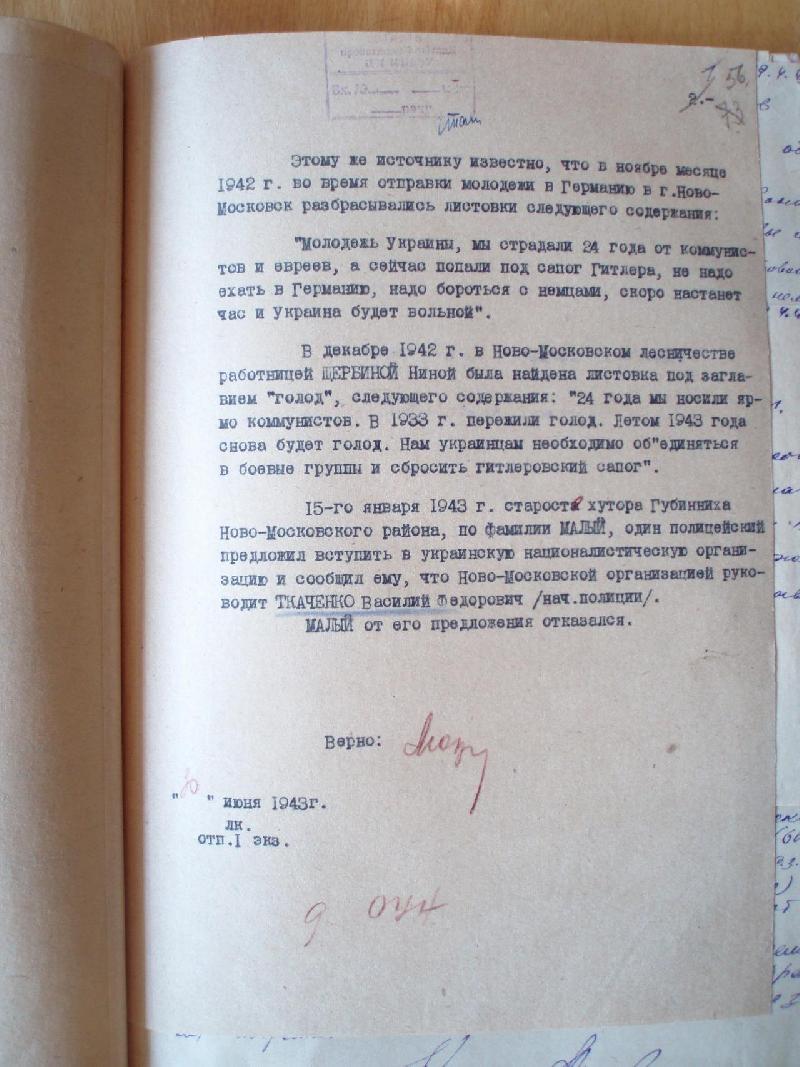 56
2.-
73
Этому же источнику известно, что в ноябре месяце
1942 г. во время отправки молодежи в Германию в г.Ново-
Московск разбрасывались листовки следующего содержания:
"Молодежь Украины, мы страдали 24 года от коммунис-
тов и евреев, а сейчас попали под сапог Гитлера, не надо
ехать в Германию, надо бороться с немцами, скоро настанет
час и Украина будет вольной".
В декабре 1942 г. в Ново-Московском лесничестве
работницей ЩЕРБИНОЙ Ниной была найдена листовка под загла-
вием "голод", следующего содержания: "24 года мы носили яр-
мо коммунистов. В 1933 г. пережили голод. Летом 1943 года
снова будет голод. Нам украинцам необходимо об"единяться
в боевые группы и сбросить гитлеровский сапог".
15-го января 1943 г. старосте хутора Губинниха
Ново-Московского района, по фамилии МАЛЫЙ, один полицейский
предложил вступить в украинскую националистическую органи-
зацию и сообщил ему, что Ново-Московской организацией руко-
водит ТКАЧЕНКО Василий Федорович /нач.полиции/.
МАЛЫЙ от его предложения отказался.
Верно:
"30" июня 1943г.
лк.
отп.I экз.
9 ОУН